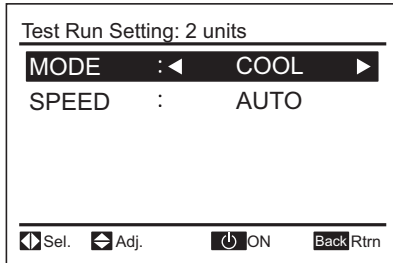 Test Run Setting: 2 units
MODE : COOL
SPEED : AUTO
Sel. Adj. ON Back Rtrn